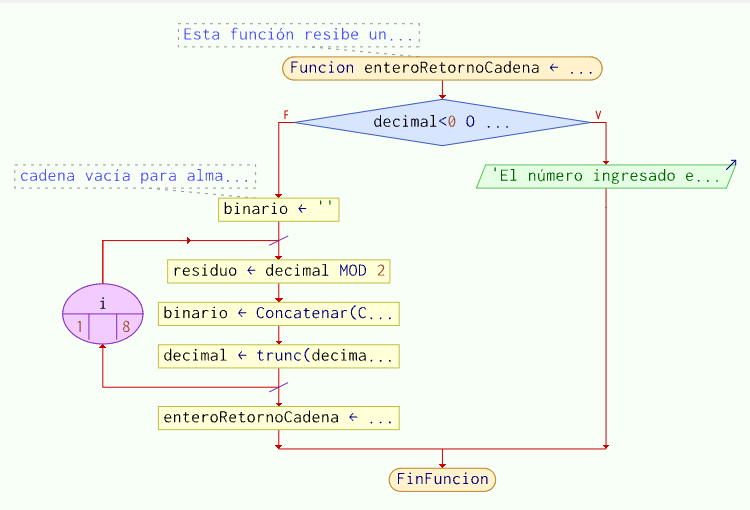 Esta función resibe un...
Funcion enteroRetornoCadena ← ...
F
decimal<0 O ...
V
cadena vacía para alma...
'El número ingresado e...
binario ← ''
residuo ← decimal MOD 2
i
1
8
binario ← Concatenar(C...
decimal ← trunc(decima...
enteroRetornoCadena ← ...
FinFuncion